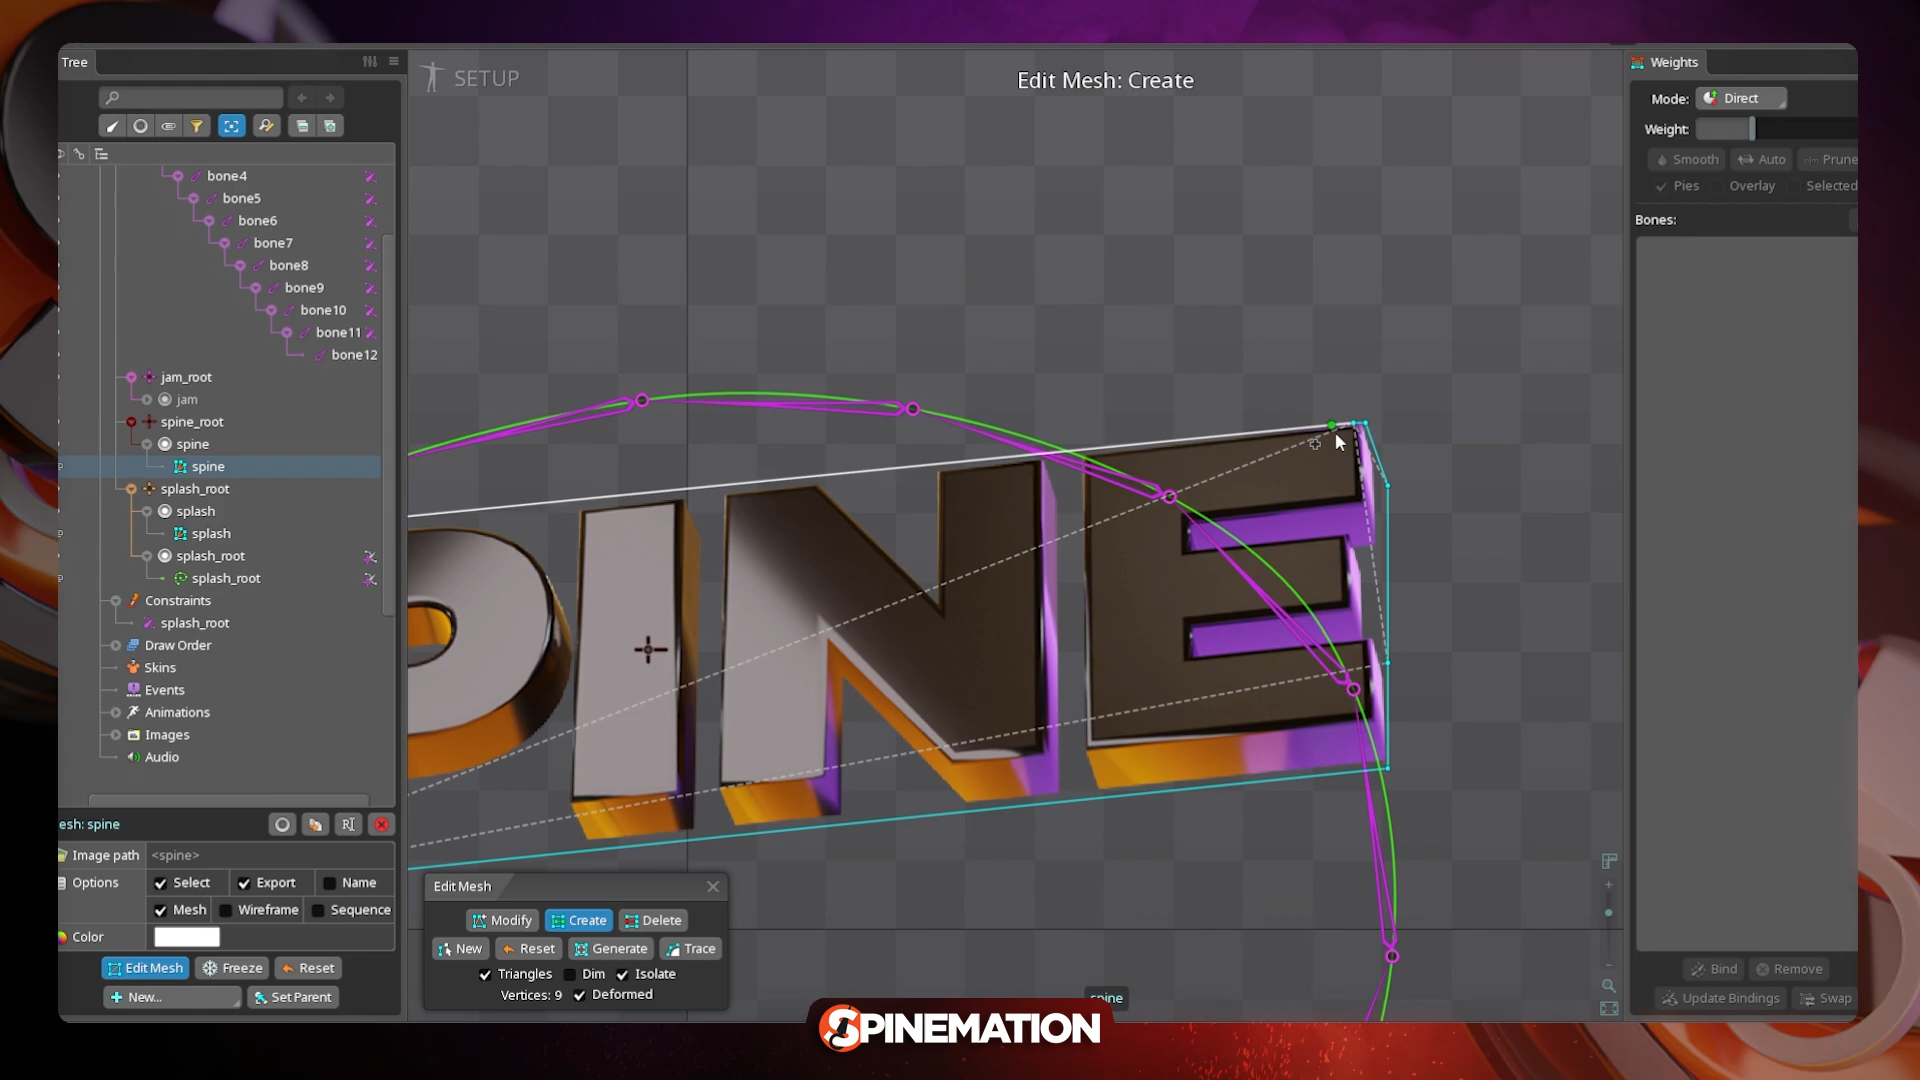 Tree
SETUP
Edit Mesh: Create
Weights
Mode:
Direct
Weight:
Smooth
Auto
Prune
Pies
Overlay
Selected
Bones:
bone4
bone5
bone6
bone7
bone8
bone9
bone10
bone11
bone12
jam_root
jam
spine_root
spine
spine
splash_root
splash
splash
splash_root
splash_root
Constraints
splash_root
Draw Order
Skins
Events
Animations
Images
Audio
PINE
esh: spine
Image path
<spine>
Options
Select
Export
Name
Mesh
Wireframe
Sequence
Color
Edit Mesh
Freeze
Reset
New...
Set Parent
Edit Mesh
Modify
Create
Delete
New
Reset
Generate
Trace
Triangles
Dim
Isolate
Vertices: 9
Deformed
spine
Bind
Remove
Update Bindings
Swap
SPINEMATION